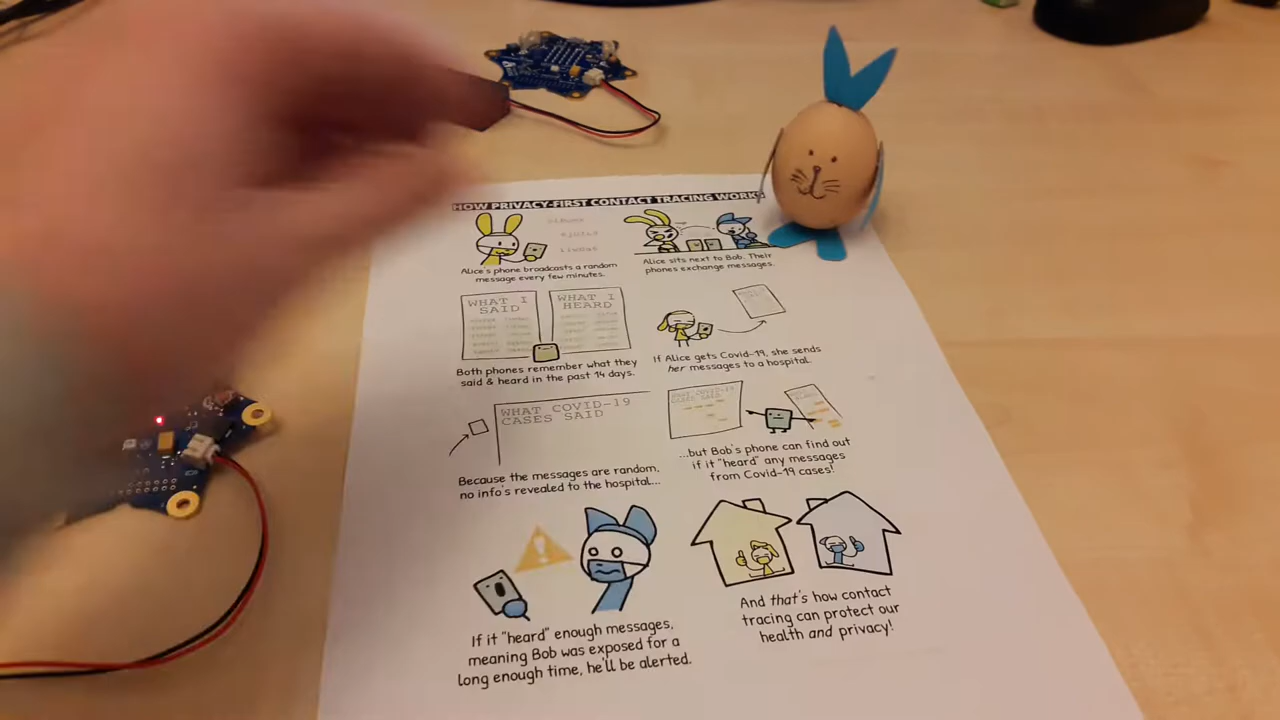 HOW PRIVACY-FIRST CONTACT TRACING WORKS
Alice's phone broadcasts a random
message every few minutes.
Alice sits next to Bob. Their
phones exchange messages.
WHAT I
SAID
WHAT I
HEARD
Both phones remember what they
said & heard in the past 14 days.
If Alice gets Covid-19, she sends
her messages to a hospital.
WHAT COVID-19
CASES SAID
Because the messages are random,
no info's revealed to the hospital...
WHAT COVID-19
CASES SAID
...but Bob's phone can find out
if it "heard" any messages
from Covid-19 cases!
If it "heard" enough messages,
meaning Bob was exposed for a
long enough time, he'll be alerted.
And that's how contact
tracing can protect our
health and privacy!